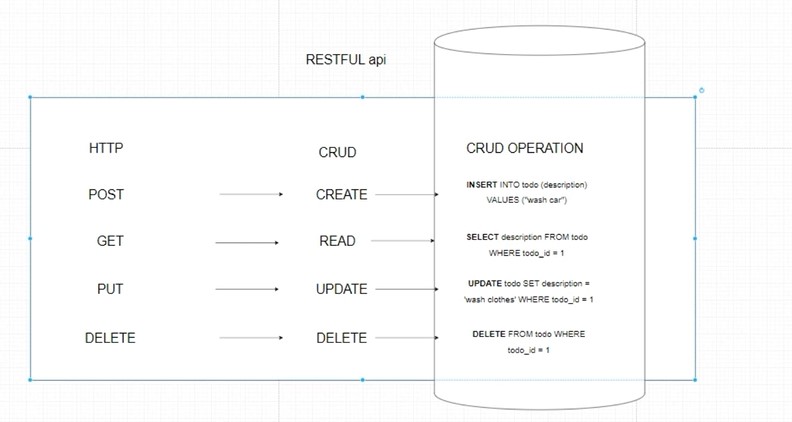 RESTFUL api
HTTP
CRUD
CRUD OPERATION
POST
CREATE
INSERT INTO todo (description)
VALUES ("wash car")
GET
READ
SELECT description FROM todo
WHERE todo_id = 1
PUT
UPDATE
UPDATE todo SET description =
'wash clothes' WHERE todo_id = 1
DELETE
DELETE
DELETE FROM todo WHERE
todo_id = 1